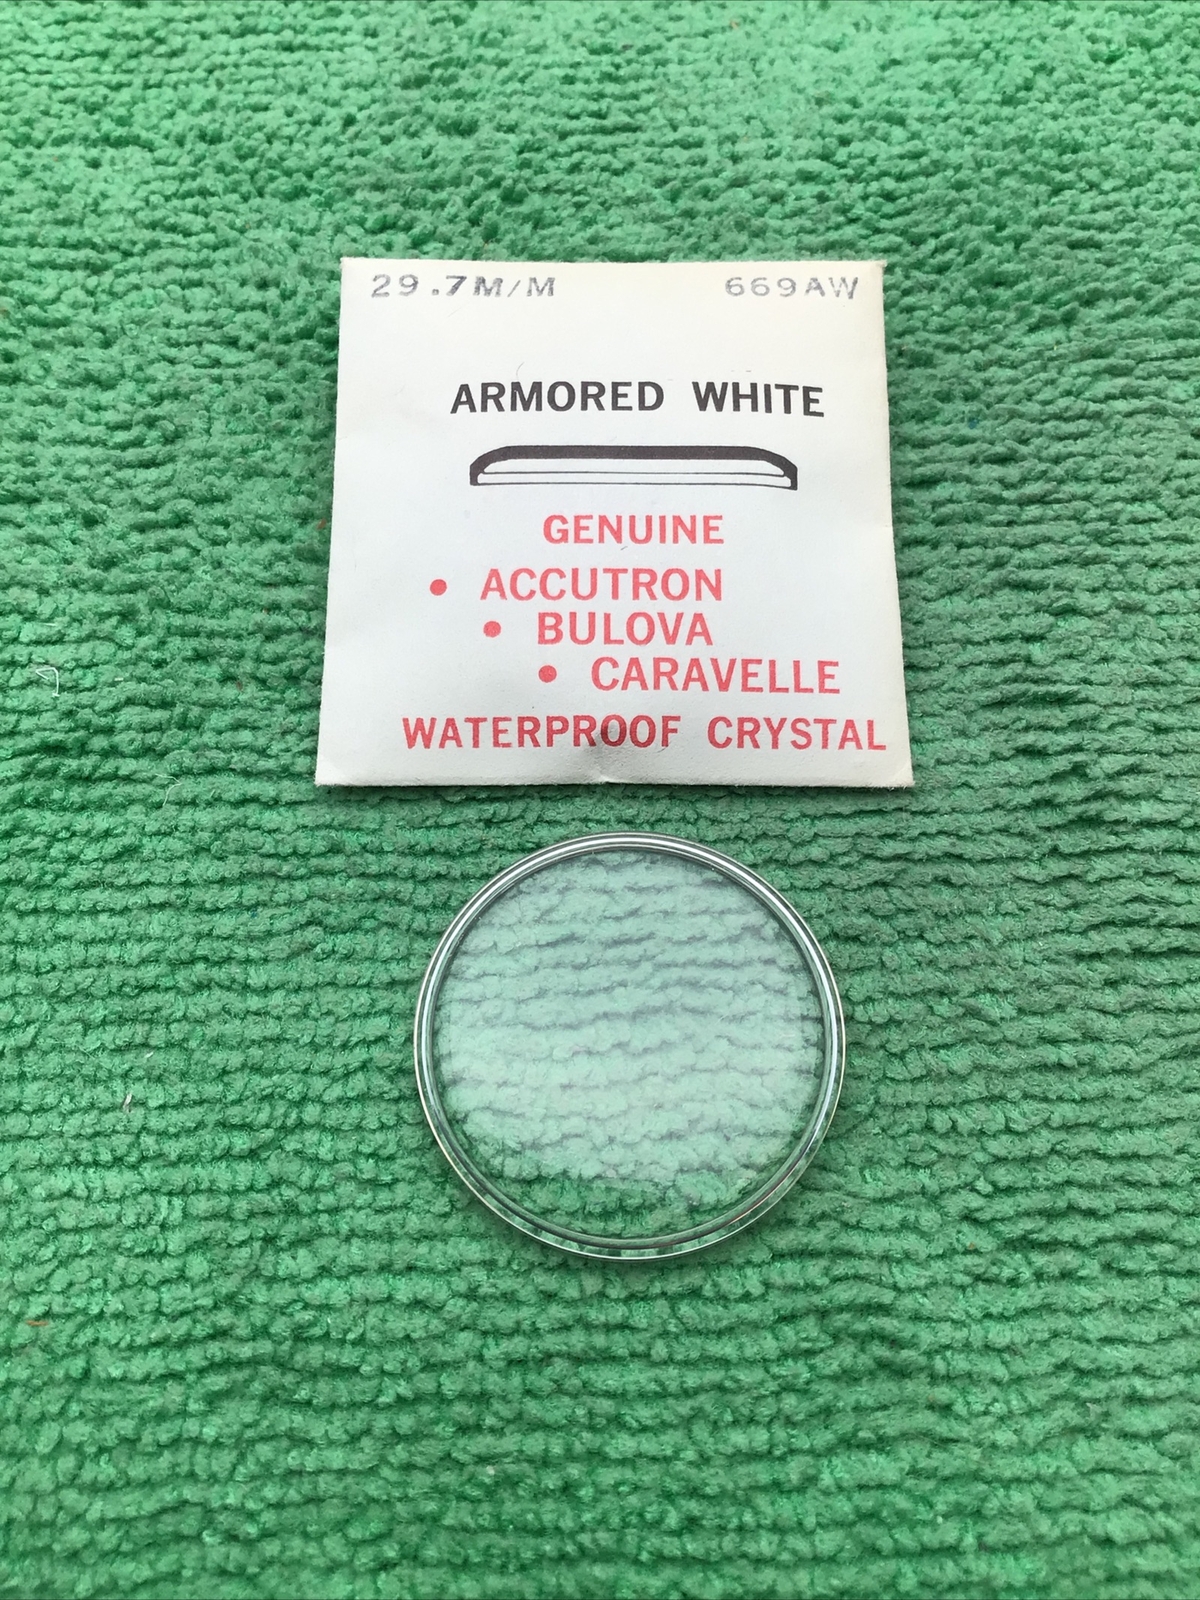 29.7M/M 669AW
ARMORED WHITE
GENUINE
• ACCUTRON
• BULOVA
• CARAVELLE
WATERPROOF CRYSTAL